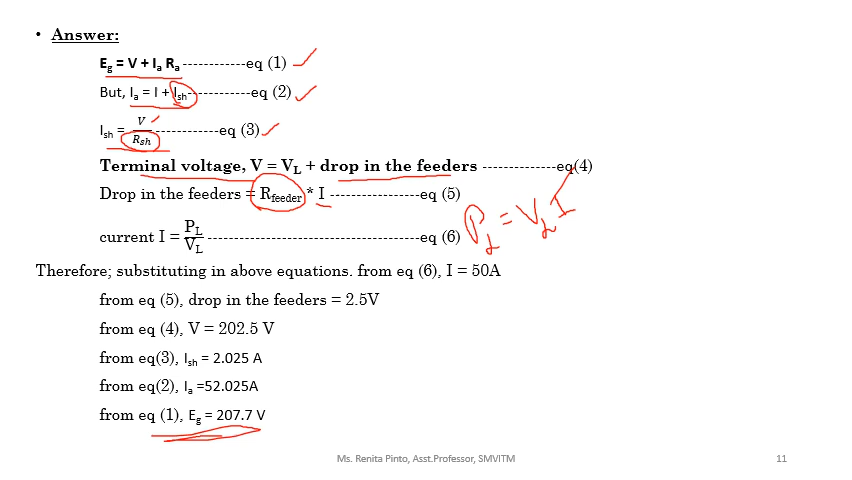 • Answer:
Eg = V + Ia Ra ------------eq (1)
But, Ia = I + Ish------------eq (2)
Ish = V/Rsh ------------eq (3)
Terminal voltage, V = VL + drop in the feeders -------------eq(4)
Drop in the feeders = Rfeeder * I -----------------eq (5)
current I = PL/VL ----------------------------------------eq (6)
PL = VL I
Therefore; substituting in above equations. from eq (6), I = 50A
from eq (5), drop in the feeders = 2.5V
from eq (4), V = 202.5 V
from eq(3), Ish = 2.025 A
from eq(2), Ia =52.025A
from eq (1), Eg = 207.7 V
Ms. Renita Pinto, Asst.Professor, SMVITM
11